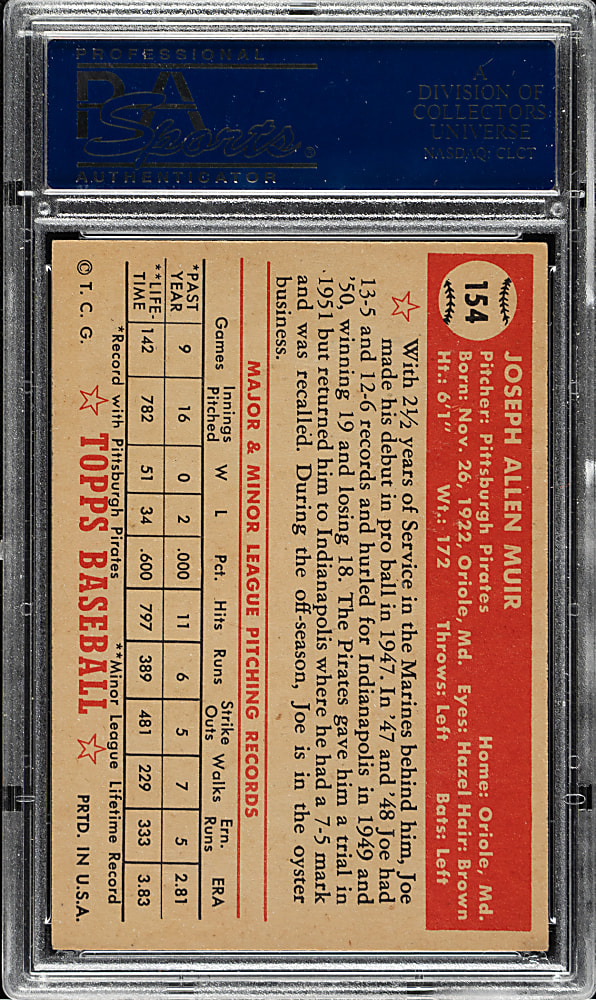 PROFESSIONAL
PSA
Sports
AUTHENTICATOR
A
DIVISION OF
COLLECTORS
UNIVERSE
NASDAQ: CLCT
154
JOSEPH ALLEN MUIR
Pitcher: Pittsburgh Pirates Home: Oriole, Md.
Born: Nov. 26, 1922, Oriole, Md. Eyes: Hazel Hair: Brown
Ht.: 6'1" Wt.: 172 Throws: Left Bats: Left
With 2½ years of Service in the Marines behind him, Joe
made his debut in pro ball in 1947. In '47 and '48 Joe had
13-5 and 12-6 records and hurled for Indianapolis in 1949 and
'50, winning 19 and losing 18. The Pirates gave him a trial in
1951 but returned him to Indianapolis where he had a 7-5 mark
and was recalled. During the off-season, Joe is in the oyster
business.
MAJOR & MINOR LEAGUE PITCHING RECORDS
Games Innings Pitched W L Pct. Hits Runs Strike Outs Walks Ern. Runs ERA
*PAST YEAR 9 16 0 2 .000 11 6 5 7 5 2.81
**LIFE-TIME 142 782 51 34 .600 797 389 481 229 333 3.83
*Record with Pittsburgh Pirates **Minor League Lifetime Record
© T. C. G. TOPPS BASEBALL PRTD. IN U.S.A.